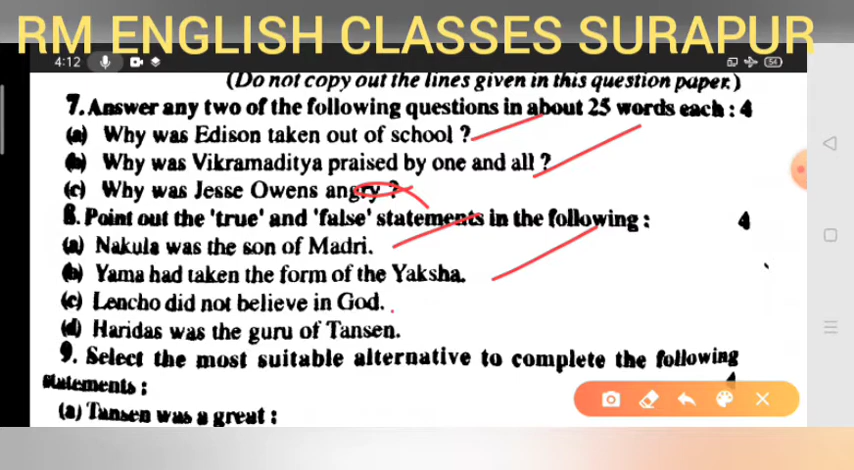 RM ENGLISH CLASSES SURAPUR
4:12
54
(Do not copy out the lines given in this question paper.)
7. Answer any two of the following questions in about 25 words each : 4
(a) Why was Edison taken out of school ?
(b) Why was Vikramaditya praised by one and all ?
(c) Why was Jesse Owens angry ?
8. Point out the 'true' and 'false' statements in the following : 4
(a) Nakula was the son of Madri.
(b) Yama had taken the form of the Yaksha.
(c) Lencho did not believe in God.
(d) Haridas was the guru of Tansen.
9. Select the most suitable alternative to complete the following
statements : 4
(a) Tansen was a great :